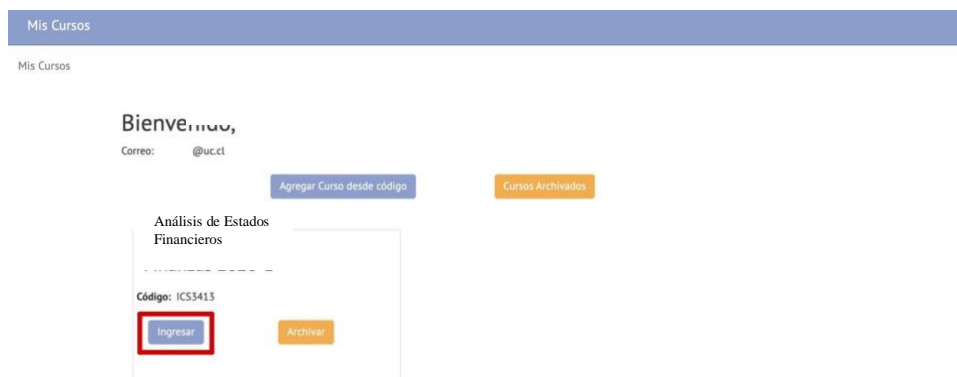 Mis Cursos
Mis Cursos
Bienvenido,
Correo: @uc.cl
Agregar Curso desde código Cursos Archivados
Análisis de Estados
Financieros
Código: ICS3413
Ingresar Archivar